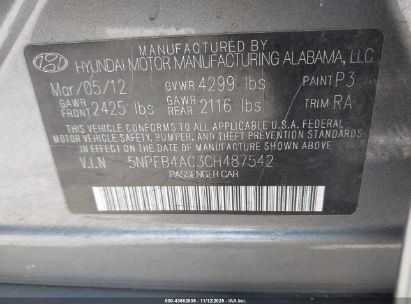 MANUFACTURED BY
HYUNDAI MOTOR MANUFACTURING ALABAMA, LLC
Mar/05/12 GVWR 4299 lbs PAINT P3
GAWR FRONT 2425 lbs GAWR REAR 2116 lbs TRIM RA
THIS VEHICLE CONFORMS TO ALL APPLICABLE U.S. FEDERAL
MOTOR VEHICLE SAFETY, BUMPER, AND THEFT PREVENTION
STANDARDS IN EFFECT ON THE DATE OF MANUFACTURE SHOWN ABOVE.
V.I.N 5NPEB4AC3CH487542
PASSENGER CAR